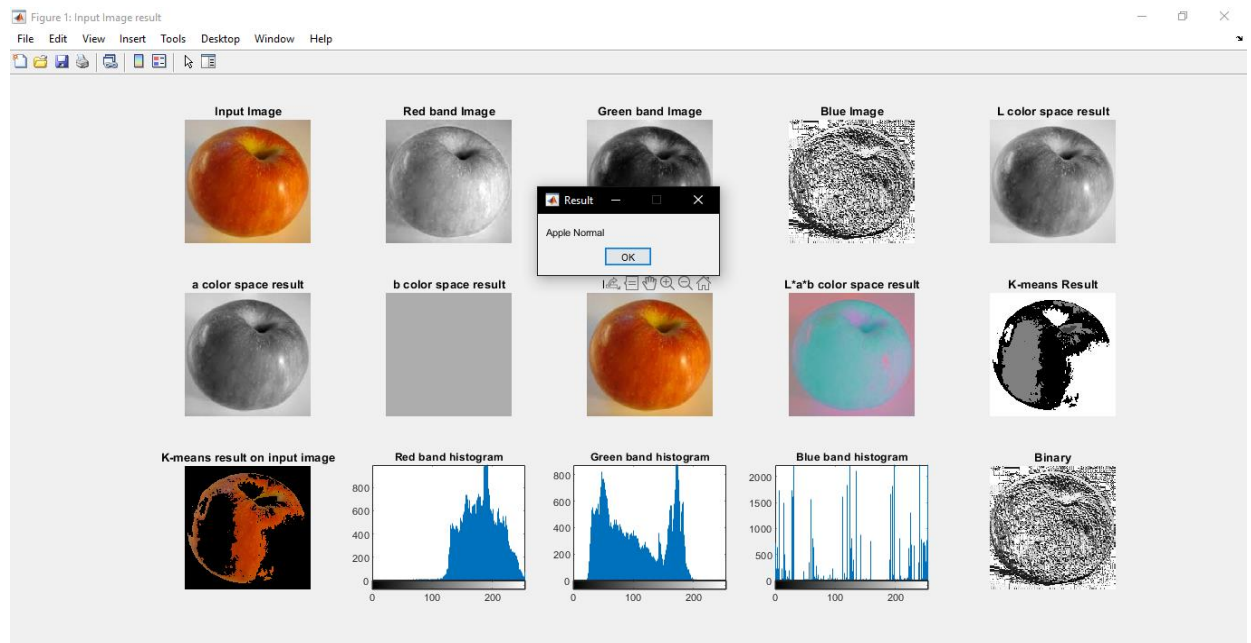 Figure 1: Input Image result
File Edit View Insert Tools Desktop Window Help
Input Image
Red band Image
Green band Image
Blue Image
L color space result
Result
Apple Normal
OK
a color space result
b color space result
L*a*b color space result
K-means Result
K-means result on input image
Red band histogram
Green band histogram
Blue band histogram
Binary
800
600
400
200
0
0 100 200
800
600
400
200
0
0 100 200
2000
1500
1000
500
0
0 100 200